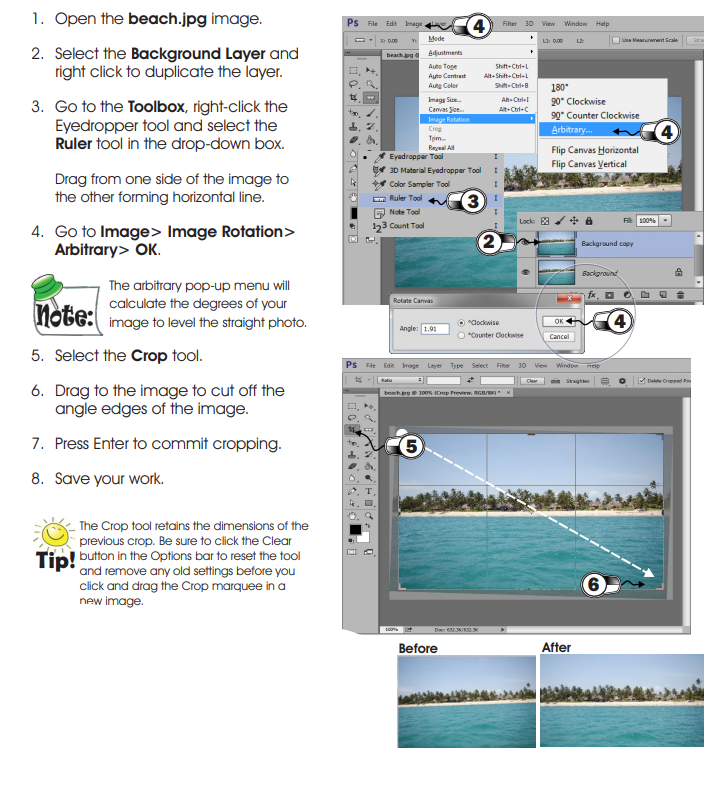 1. Open the beach.jpg image.
2. Select the Background Layer and
right click to duplicate the layer.
3. Go to the Toolbox, right-click the
Eyedropper tool and select the
Ruler tool in the drop-down box.
Drag from one side of the image to
the other forming horizontal line.
4. Go to Image> Image Rotation>
Arbitrary> OK.
Note:
The arbitrary pop-up menu will
calculate the degrees of your
image to level the straight photo.
5. Select the Crop tool.
6. Drag to the image to cut off the
angle edges of the image.
7. Press Enter to commit cropping.
8. Save your work.
Tip!
The Crop tool retains the dimensions of the
previous crop. Be sure to click the Clear
button in the Options bar to reset the tool
and remove any old settings before you
click and drag the Crop marquee in a
new image.
Ps File Edit Image Filter 3D View Window Help
4
X: 0.00 L2: 0.00 L2: Use Measurement Scale
beach.jpg @
Mode
Adjustments
Auto Tone Shift+Ctrl+L
Auto Contrast Alt+Shift+Ctrl+L
Auto Color Shift+Ctrl+B
Image Size... Alt+Ctrl+I
Canvas Size... Alt+Ctrl+C
Image Rotation
Crop
Trim...
Reveal All
180°
90° Clockwise
90° Counter Clockwise
Arbitrary...
4
Flip Canvas Horizontal
Flip Canvas Vertical
Eyedropper Tool I
3D Material Eyedropper Tool I
Color Sampler Tool I
Ruler Tool I
3
Note Tool I
Count Tool I
Lock: Fill: 100%
2
Background copy
Background
fx.
Rotate Canvas
Angle: 1.91
°Clockwise
°Counter Clockwise
OK
Cancel
4
Ps File Edit Image Layer Type Select Filter 3D View Window Help
Ratio Clear Straighten Delete Cropped Pix
beach.jpg @ 100% (Crop Preview, RGB/8#) * ×
5
6
100% Doc: 632.3K/632.3K
Before
After